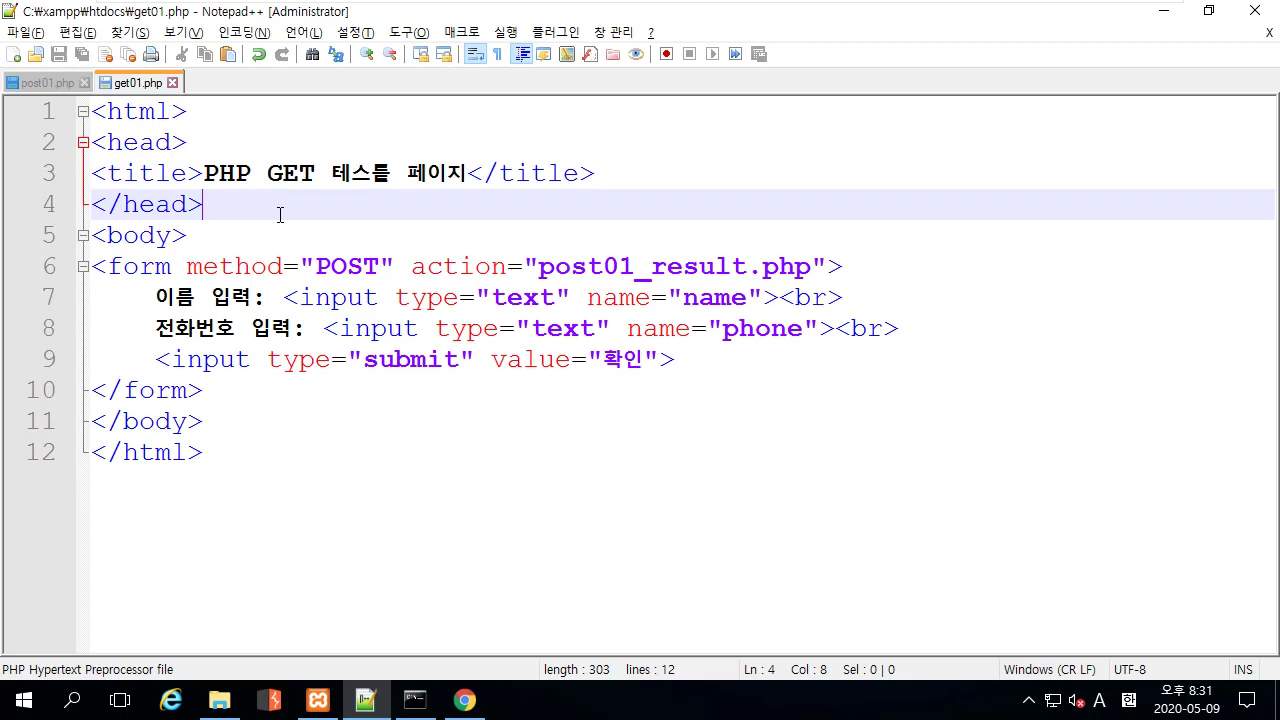 C:₩xampp₩htdocs₩get01.php - Notepad++ [Administrator]
파일(F) 편집(E) 찾기(S) 보기(V) 인코딩(N) 언어(L) 설정(T) 도구(O) 매크로 실행 플러그인 창 관리 ? X
post01.php get01.php
1 <html>
2 <head>
3 <title>PHP GET 테스틀 페이지</title>
4 </head>
5 <body>
6 <form method="POST" action="post01_result.php">
7 이름 입력: <input type="text" name="name"><br>
8 전화번호 입력: <input type="text" name="phone"><br>
9 <input type="submit" value="확인">
10 </form>
11 </body>
12 </html>
PHP Hypertext Preprocessor file length : 303 lines : 12 Ln : 4 Col : 8 Sel : 0 | 0 Windows (CR LF) UTF-8 INS
A 한 오후 8:31
2020-05-09